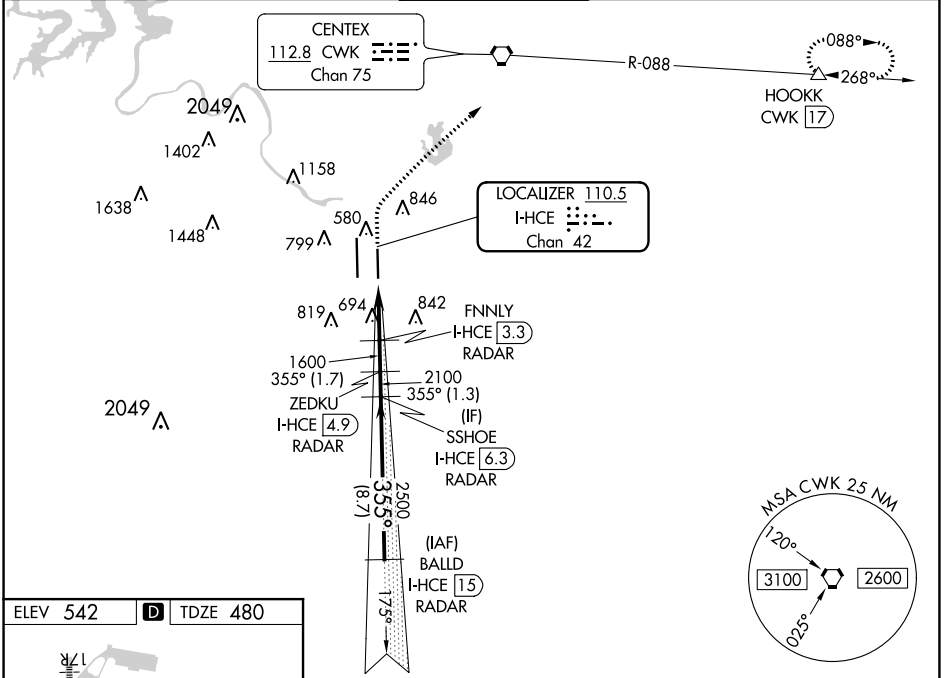 CENTEX
112.8 CWK
Chan 75
R-088
088°
268°
HOOKK
CWK 17
2049
1402
1158
1638
1448
799
580
846
LOCALIZER 110.5
I-HCE
Chan 42
819
694
842
FNNLY
I-HCE 3.3
RADAR
1600
355° (1.7)
2100
355° (1.3)
ZEDKU
I-HCE 4.9
RADAR
(IF)
SSHOE
I-HCE 6.3
RADAR
2049
2500
355°
(8.7)
(IAF)
BALLD
I-HCE 15
RADAR
175°
MSA CWK 25 NM
120°
3100
2600
025°
ELEV 542
D
TDZE 480
17R